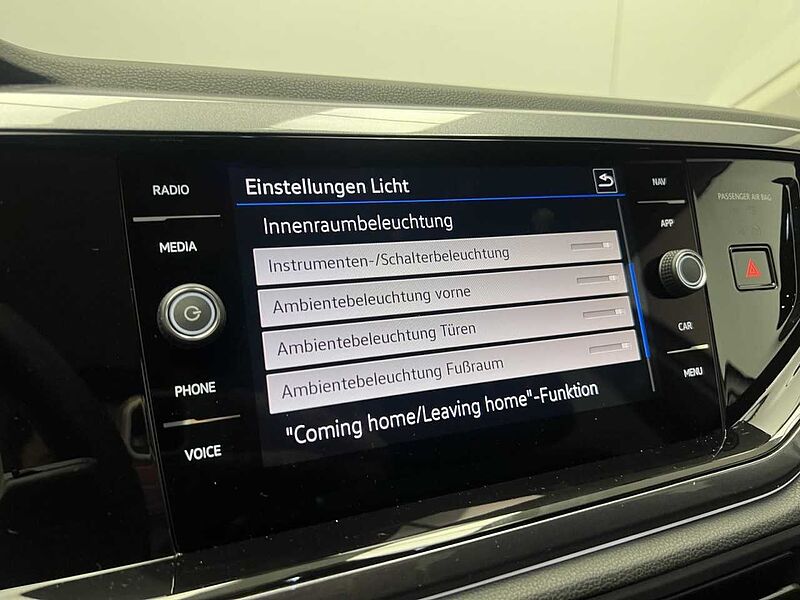 RADIO
MEDIA
PHONE
VOICE
Einstellungen Licht
Innenraumbeleuchtung
Instrumenten-/Schalterbeleuchtung
Ambientebeleuchtung vorne
Ambientebeleuchtung Türen
Ambientebeleuchtung Fußraum
"Coming home/Leaving home"-Funktion
NAV
APP
CAR
MENU
PASSENGER AIR BAG